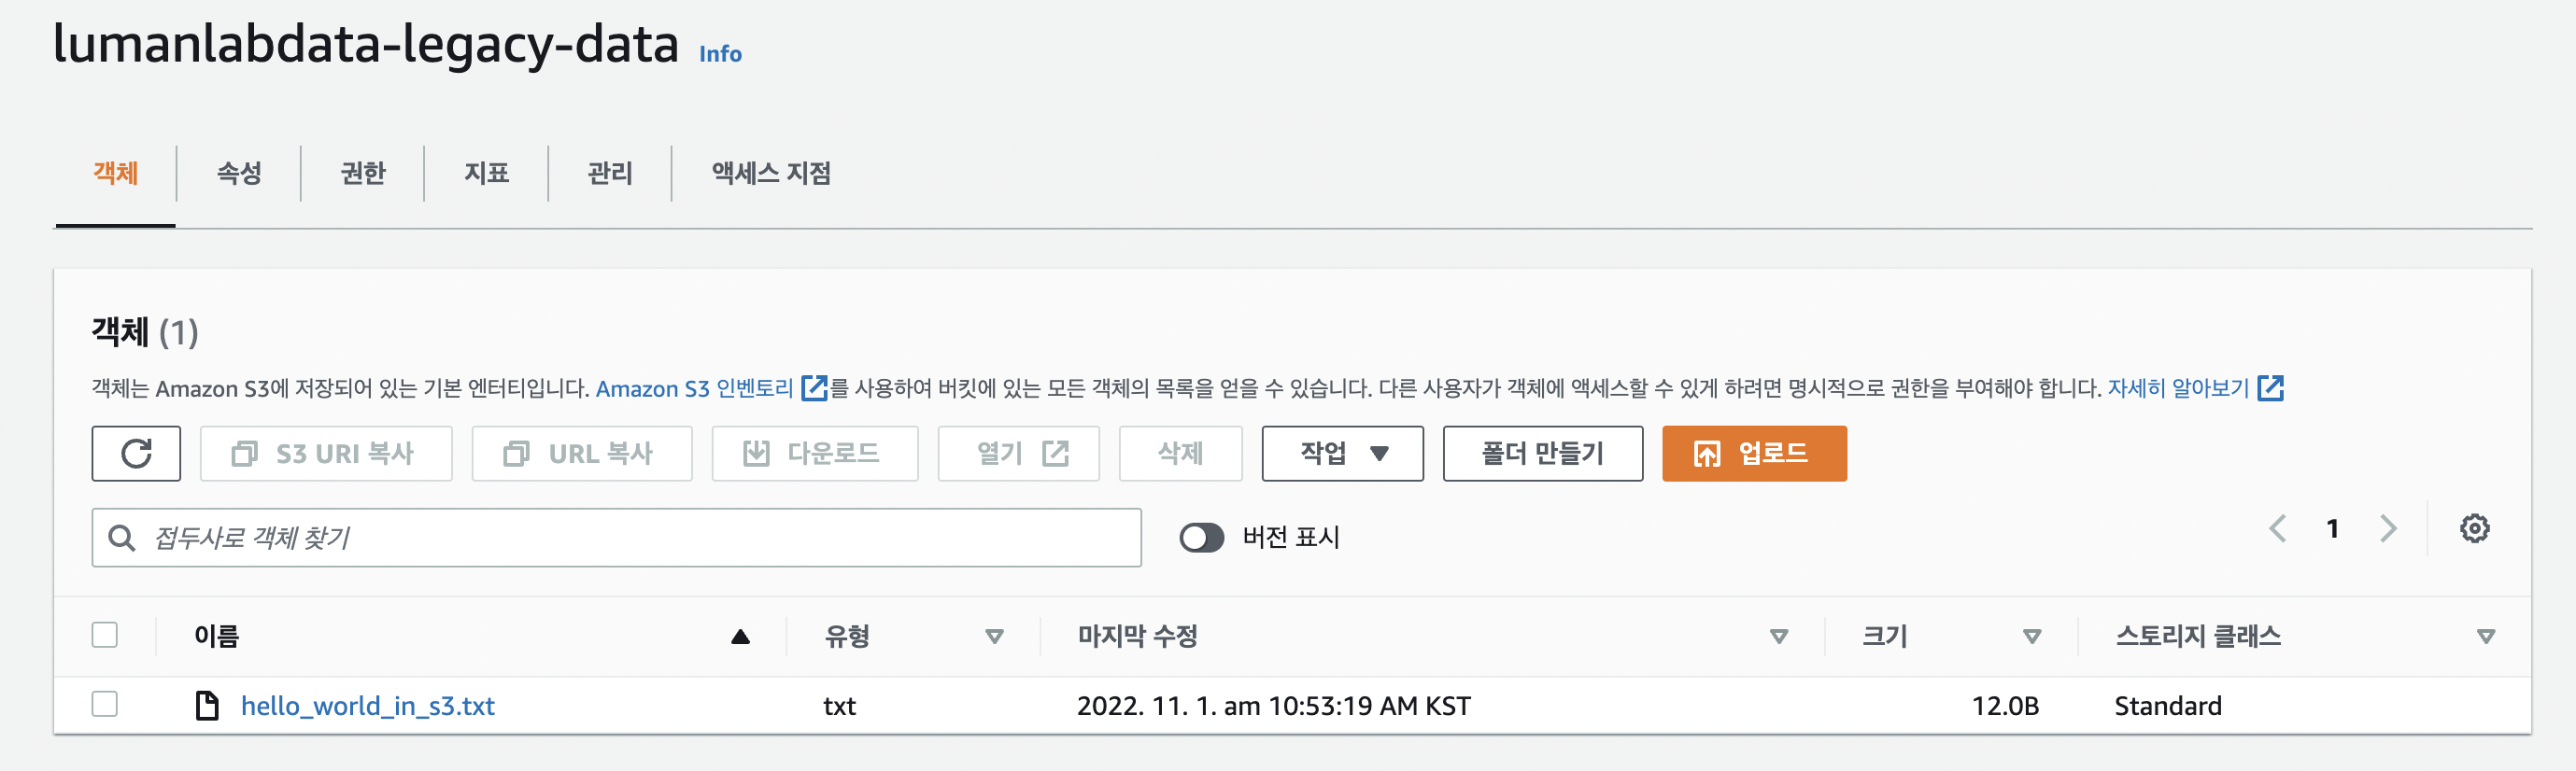 lumanlabdata-legacy-data Info
객체 속성 권한 지표 관리 액세스 지점
객체 (1)
객체는 Amazon S3에 저장되어 있는 기본 엔터티입니다. Amazon S3 인벤토리를 사용하여 버킷에 있는 모든 객체의 목록을 얻을 수 있습니다. 다른 사용자가 객체에 액세스할 수 있게 하려면 명시적으로 권한을 부여해야 합니다. 자세히 알아보기
S3 URI 복사 URL 복사 다운로드 열기 삭제 작업 폴더 만들기 업로드
접두사로 객체 찾기 버전 표시 1
이름 유형 마지막 수정 크기 스토리지 클래스
hello_world_in_s3.txt txt 2022. 11. 1. am 10:53:19 AM KST 12.0B Standard